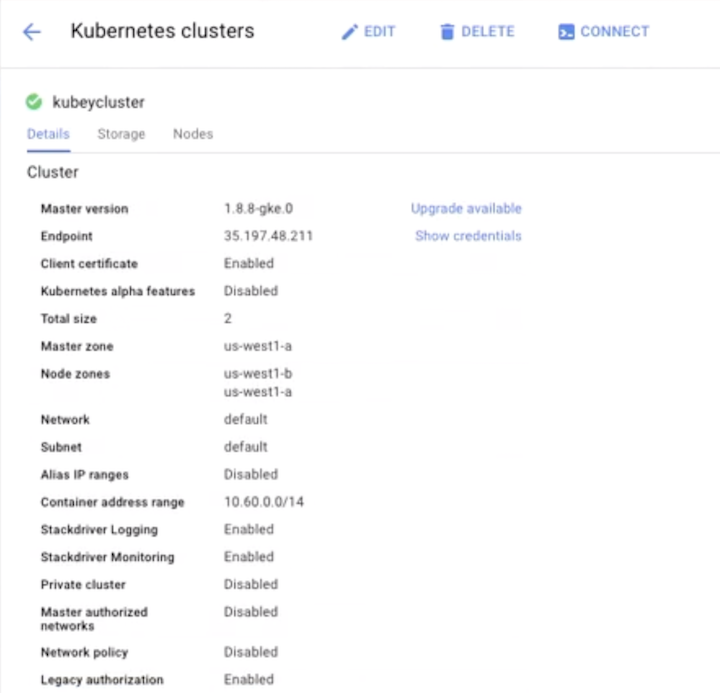 Kubernetes clusters EDIT DELETE CONNECT
kubeycluster
Details Storage Nodes
Cluster
Master version 1.8.8-gke.0 Upgrade available
Endpoint 35.197.48.211 Show credentials
Client certificate Enabled
Kubernetes alpha features Disabled
Total size 2
Master zone us-west1-a
Node zones us-west1-b
us-west1-a
Network default
Subnet default
Alias IP ranges Disabled
Container address range 10.60.0.0/14
Stackdriver Logging Enabled
Stackdriver Monitoring Enabled
Private cluster Disabled
Master authorized Disabled
networks
Network policy Disabled
Legacy authorization Enabled